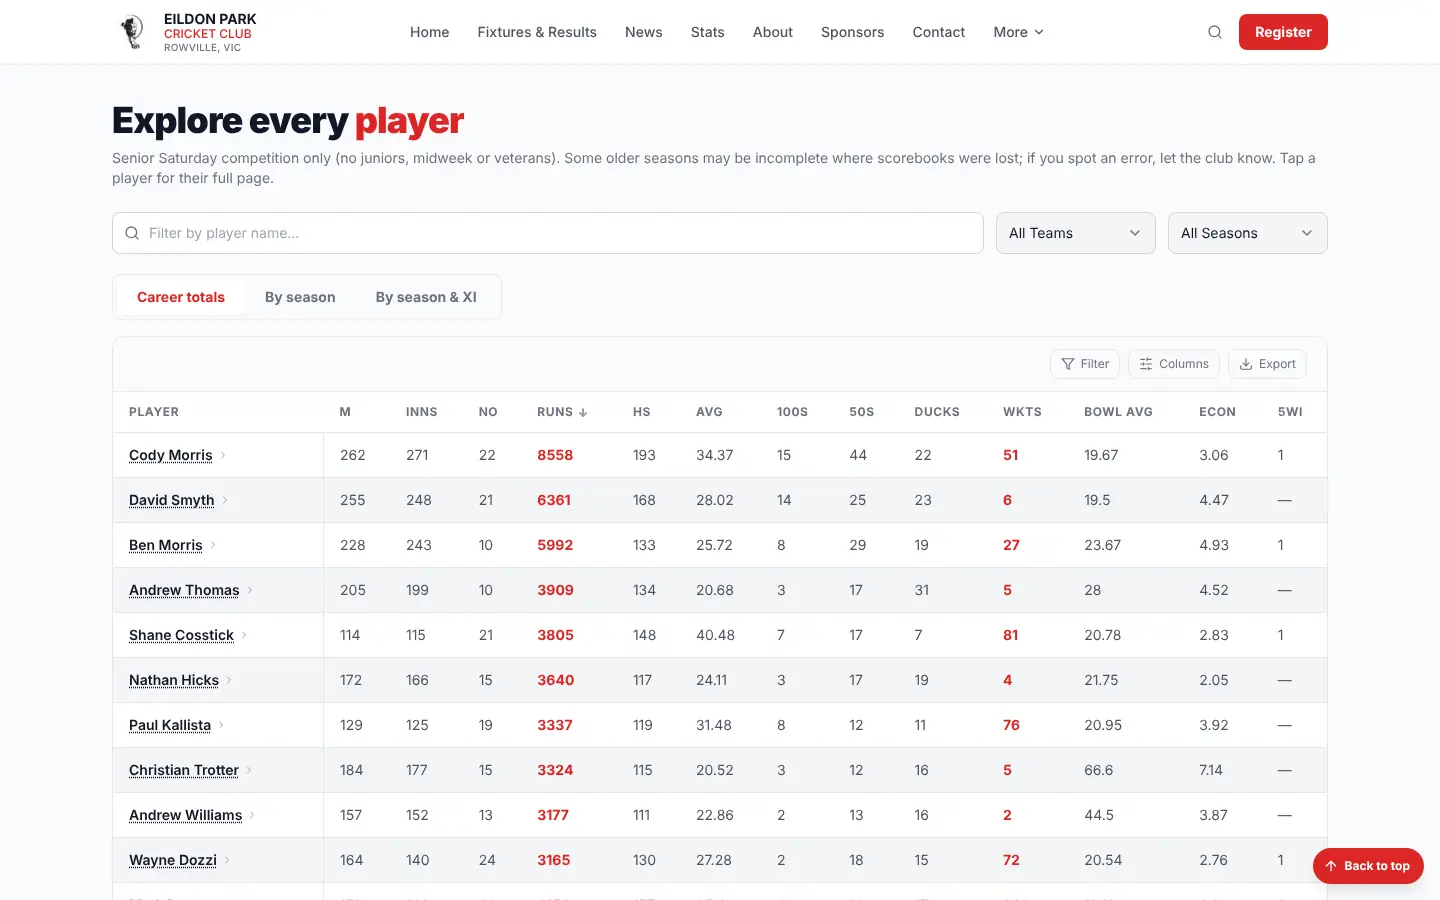 EILDON PARK
CRICKET CLUB
ROWVILLE, VIC
Home Fixtures & Results News Stats About Sponsors Contact More Register
Explore every player
Senior Saturday competition only (no juniors, midweek or veterans). Some older seasons may be incomplete where scorebooks were lost; if you spot an error, let the club know. Tap a
player for their full page.
Filter by player name... All Teams All Seasons
Career totals By season By season & XI
Filter Columns Export
PLAYER M INNS NO RUNS ↓ HS AVG 100S 50S DUCKS WKTS BOWL AVG ECON 5WI
Cody Morris › 262 271 22 8558 193 34.37 15 44 22 51 19.67 3.06 1
David Smyth › 255 248 21 6361 168 28.02 14 25 23 6 19.5 4.47 —
Ben Morris › 228 243 10 5992 133 25.72 8 29 19 27 23.67 4.93 1
Andrew Thomas › 205 199 10 3909 134 20.68 3 17 31 5 28 4.52 —
Shane Cosstick › 114 115 21 3805 148 40.48 7 17 7 81 20.78 2.83 1
Nathan Hicks › 172 166 15 3640 117 24.11 3 17 19 4 21.75 2.05 —
Paul Kallista › 129 125 19 3337 119 31.48 8 12 11 76 20.95 3.92 —
Christian Trotter › 184 177 15 3324 115 20.52 3 12 16 5 66.6 7.14 —
Andrew Williams › 157 152 13 3177 111 22.86 2 13 16 2 44.5 3.87 —
Wayne Dozzi › 164 140 24 3165 130 27.28 2 18 15 72 20.54 2.76 1
↑ Back to top